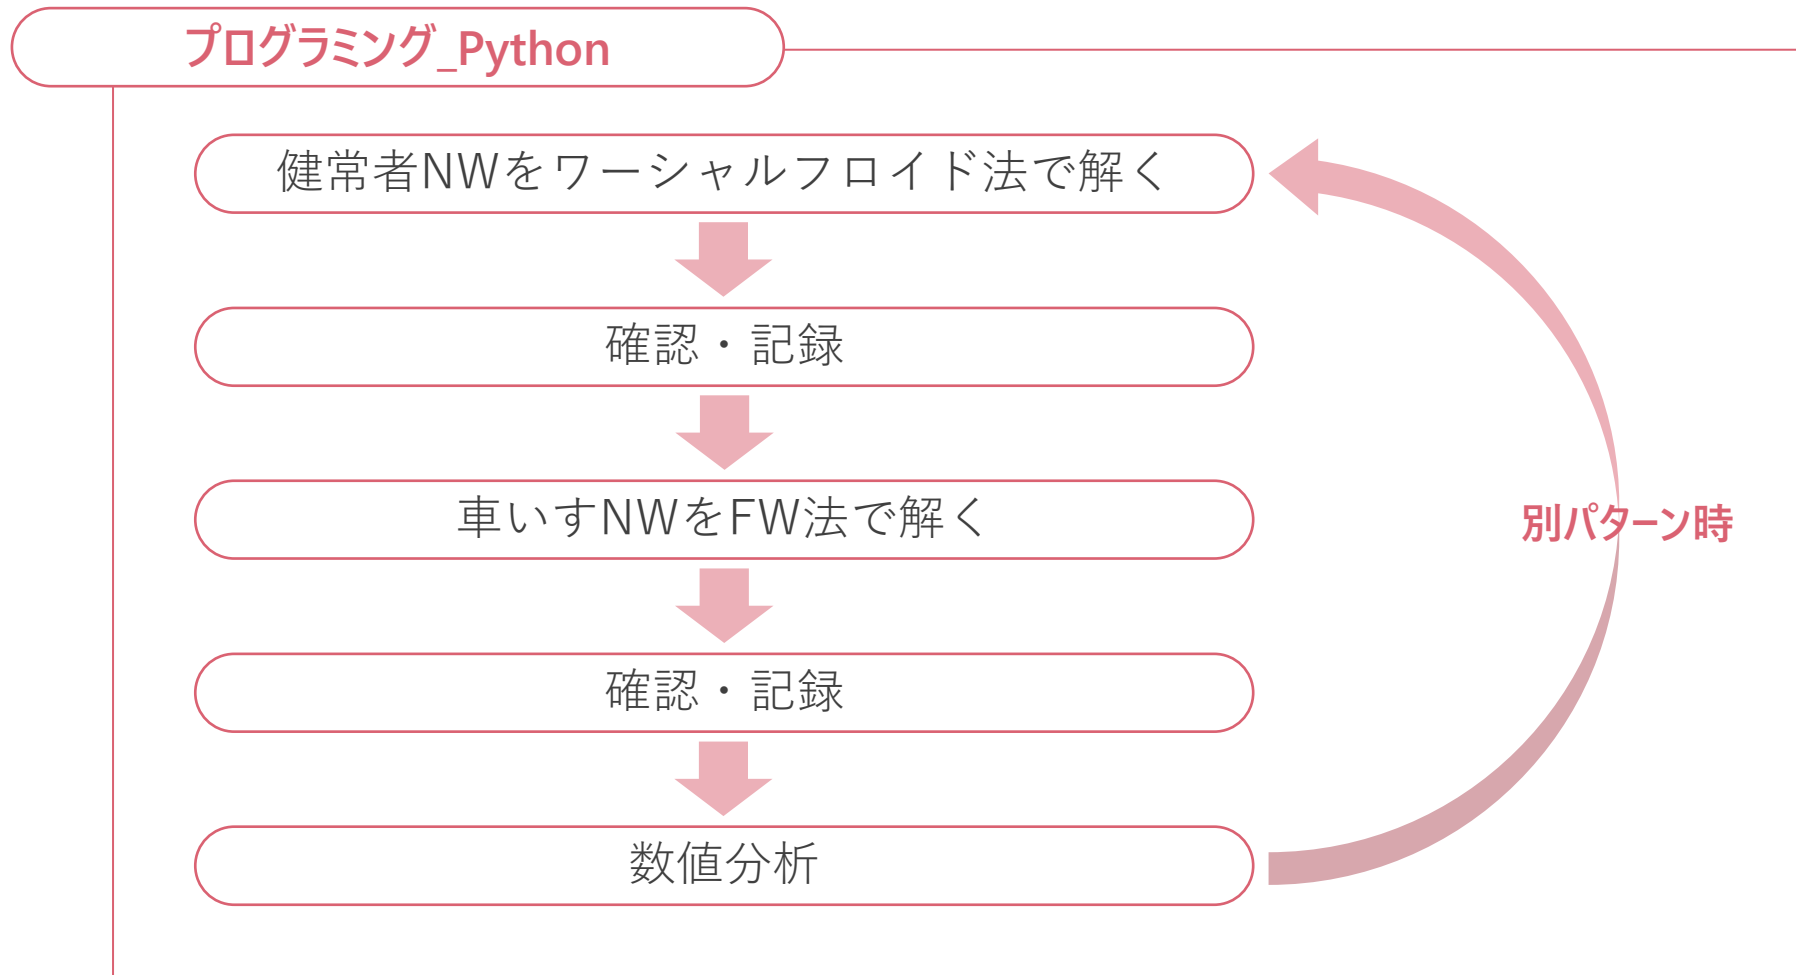 プログラミング_Python
健常者NWをワーシャルフロイド法で解く
確認・記録
車いすNWをFW法で解く
別パターン時
確認・記録
数値分析